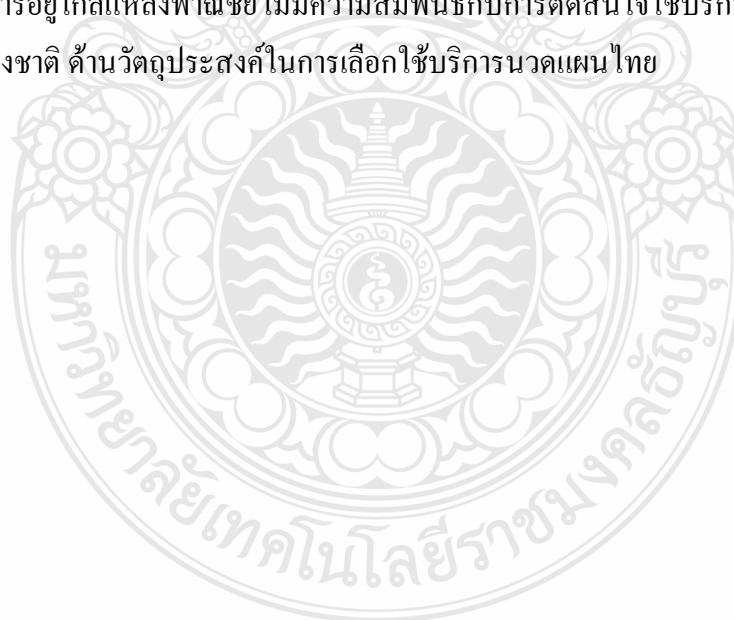 ารอยู่ใกล้แหล่งพาณิชย์ ไม่มีความสัมพันธ์กับการตัดสินใจใช้บริกา
งชาติ ด้านวัตถุประสงค์ในการเลือกใช้บริการนวดแผนไทย
มหาวิทยาลัยเทคโนโลยีราชมงคลธัญบุรี